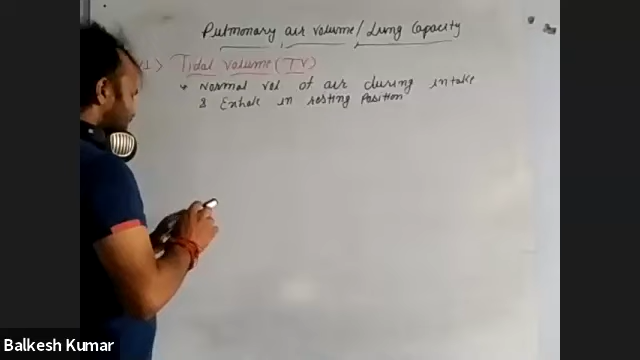 Pulmonary air volume/Lung Capacity
1> Tidal volume (TV)
Normal vol of air during intake
& Exhale in resting Position
Balkesh Kumar